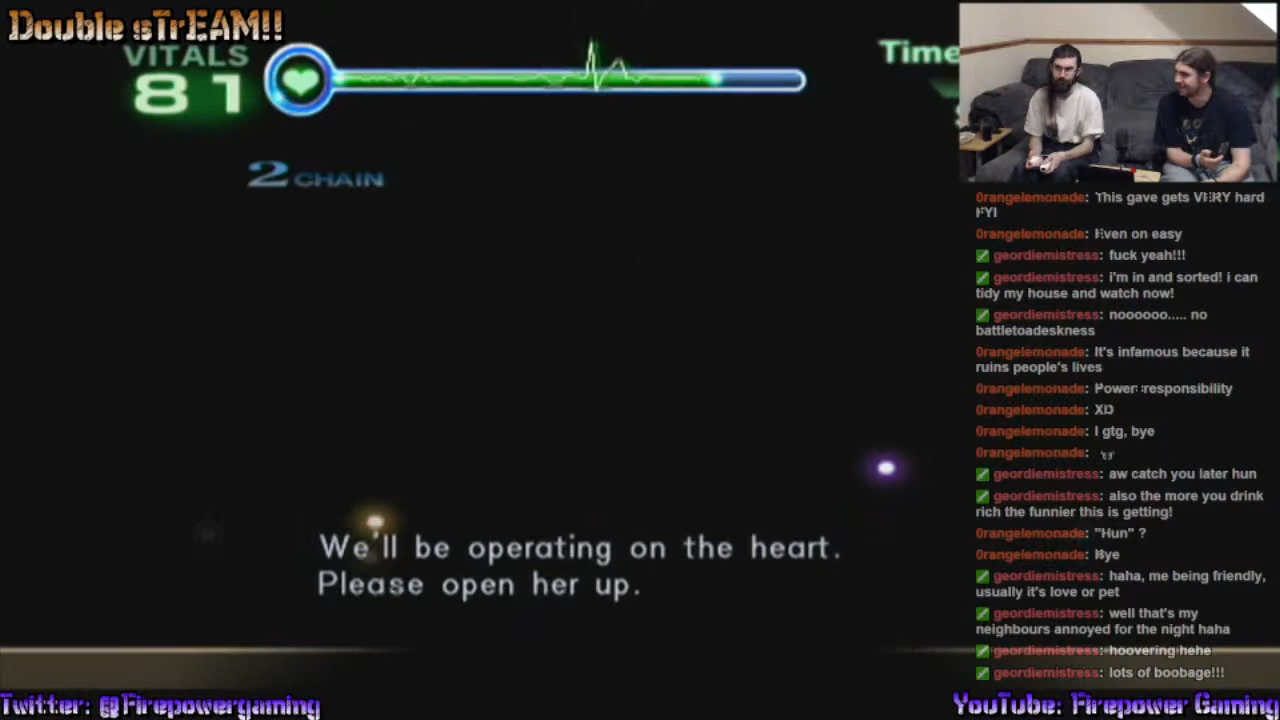 Double sTrEAM!!
VITALS
81
Time
2 CHAIN
We'll be operating on the heart.
Please open her up.
0rangelemonade: This gave gets VERY hard
FYI
0rangelemonade: Even on easy
geordiemistress: fuck yeah!!!
geordiemistress: i'm in and sorted! i can
tidy my house and watch now!
geordiemistress: noooooo..... no
battletoadeskness
0rangelemonade: It's infamous because it
ruins people's lives
0rangelemonade: Power responsibility
0rangelemonade: XD
0rangelemonade: I gtg, bye
0rangelemonade:
geordiemistress: aw catch you later hun
geordiemistress: also the more you drink
rich the funnier this is getting!
0rangelemonade: "Hun" ?
0rangelemonade: Bye
geordiemistress: haha, me being friendly,
usually it's love or pet
geordiemistress: well that's my
neighbours annoyed for the night haha
geordiemistress: hoovering hehe
geordiemistress: lots of boobage!!!
Twitter: @Firepowergaming
YouTube: Firepower Gaming